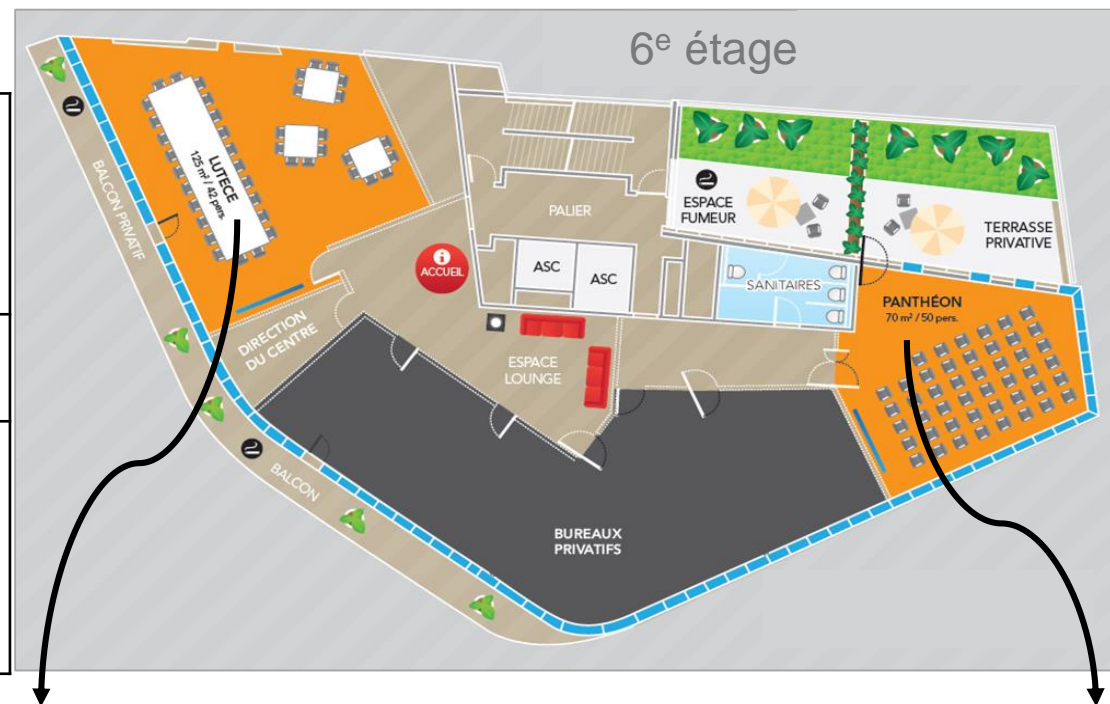 6e étage
LUTECE
125 m² / 42 pers.
BALCON PRIVATIF
PALIER
ESPACE
FUMEUR
TERRASSE
PRIVATIVE
i
ACCUEIL
ASC
ASC
SANITAIRES
PANTHÉON
70 m² / 50 pers.
DIRECTION
DU CENTRE
ESPACE
LOUNGE
BALCON
BUREAUX
PRIVATIFS